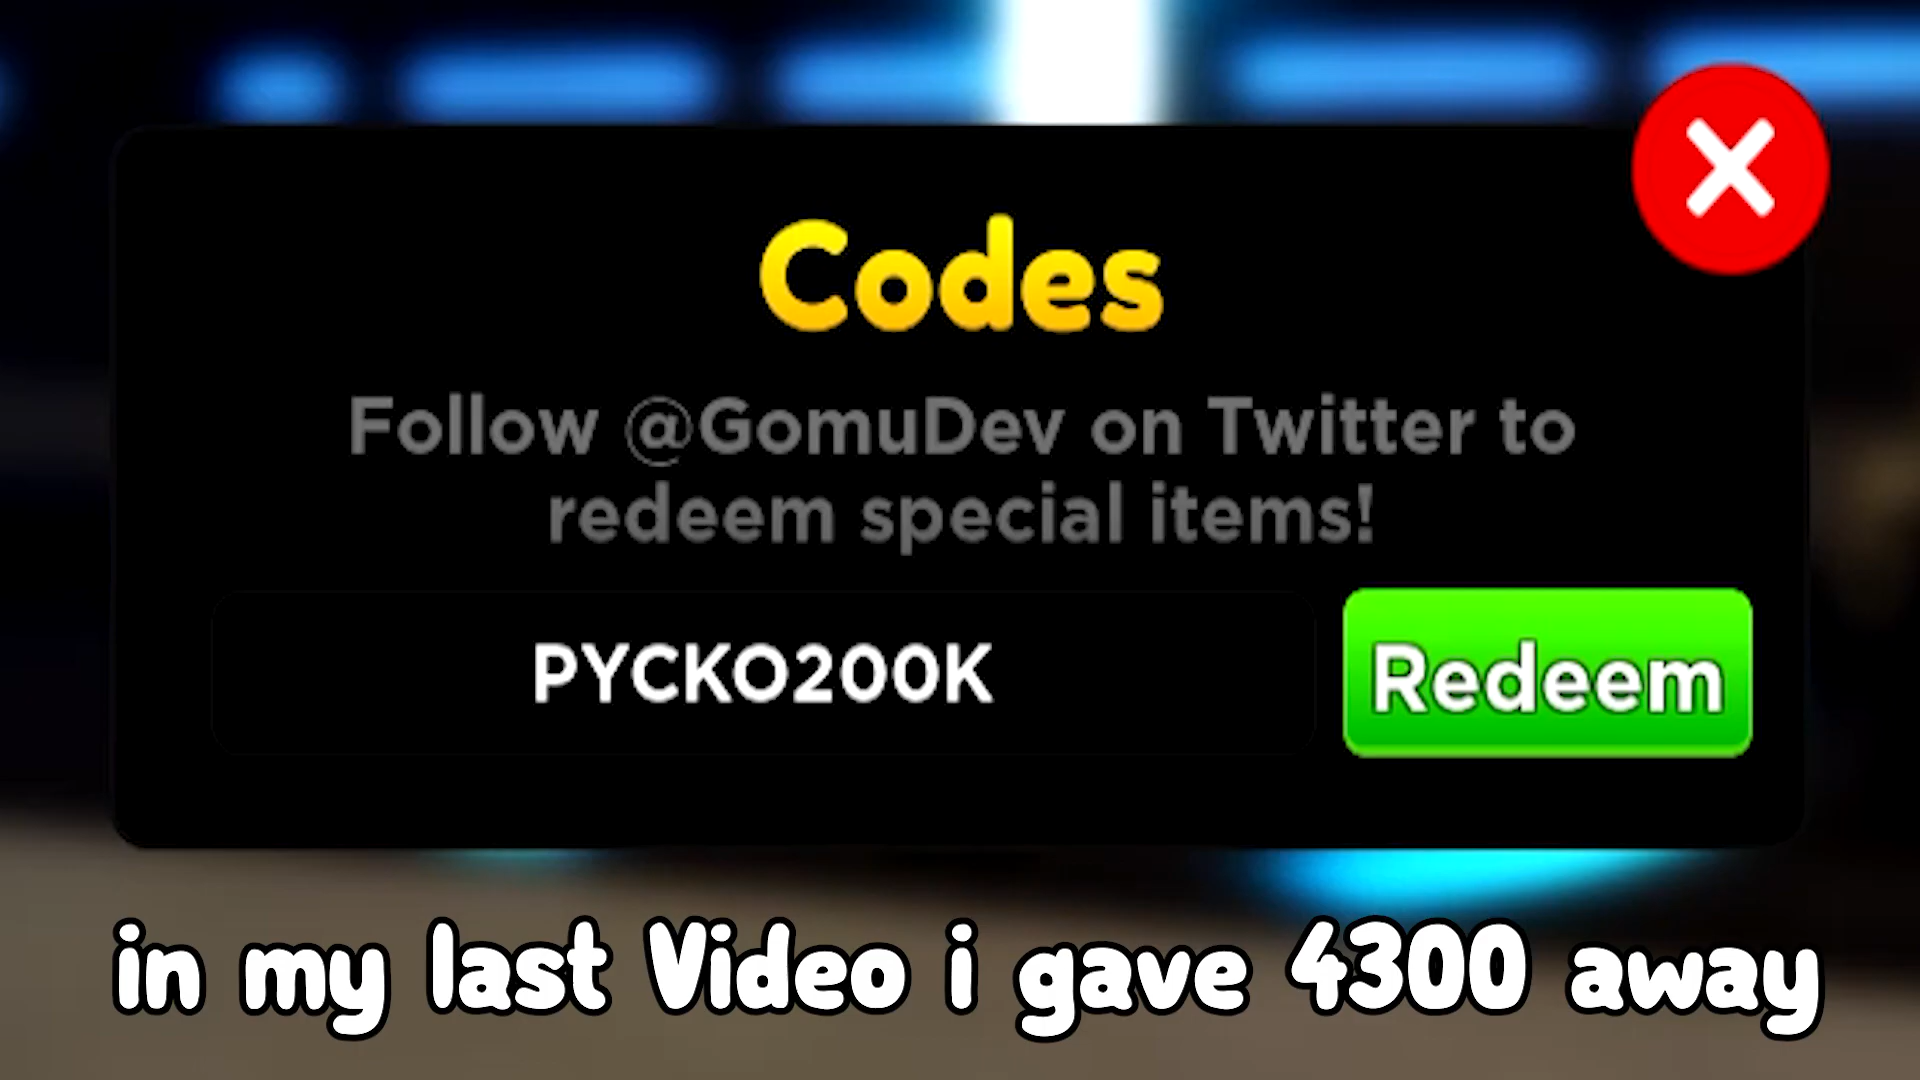 Codes
Follow @GomuDev on Twitter to
redeem special items!
PYCKO200K
Redeem
in my last Video i gave 4300 away